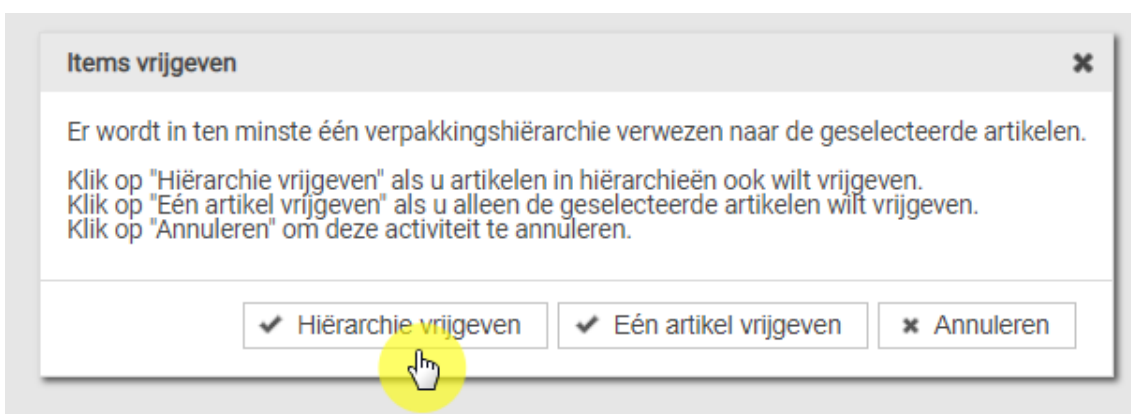 Items vrijgeven
Er wordt in ten minste één verpakkingshiërarchie verwezen naar de geselecteerde artikelen.
Klik op "Hiërarchie vrijgeven" als u artikelen in hiërarchieën ook wilt vrijgeven.
Klik op "Eén artikel vrijgeven" als u alleen de geselecteerde artikelen wilt vrijgeven.
Klik op "Annuleren" om deze activiteit te annuleren.
Hiërarchie vrijgeven Eén artikel vrijgeven Annuleren